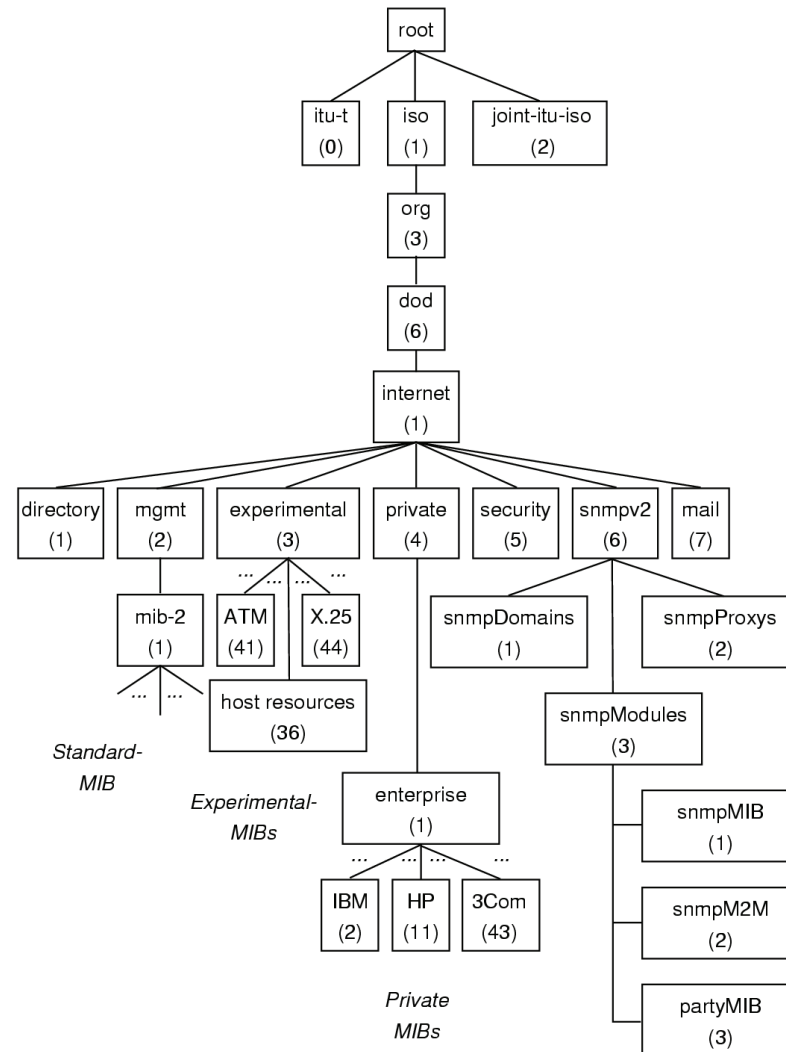 root
itu-t
(0)
iso
(1)
joint-itu-iso
(2)
org
(3)
dod
(6)
internet
(1)
directory
(1)
mgmt
(2)
experimental
(3)
private
(4)
security
(5)
snmpv2
(6)
mail
(7)
... ... ... ...
mib-2
(1)
ATM
(41)
X.25
(44)
snmpDomains
(1)
snmpProxys
(2)
... ...
host resources
(36)
snmpModules
(3)
Standard-
MIB
Experimental-
MIBs
enterprise
(1)
snmpMIB
(1)
... ... ... ...
IBM
(2)
HP
(11)
3Com
(43)
snmpM2M
(2)
Private
MIBs
partyMIB
(3)